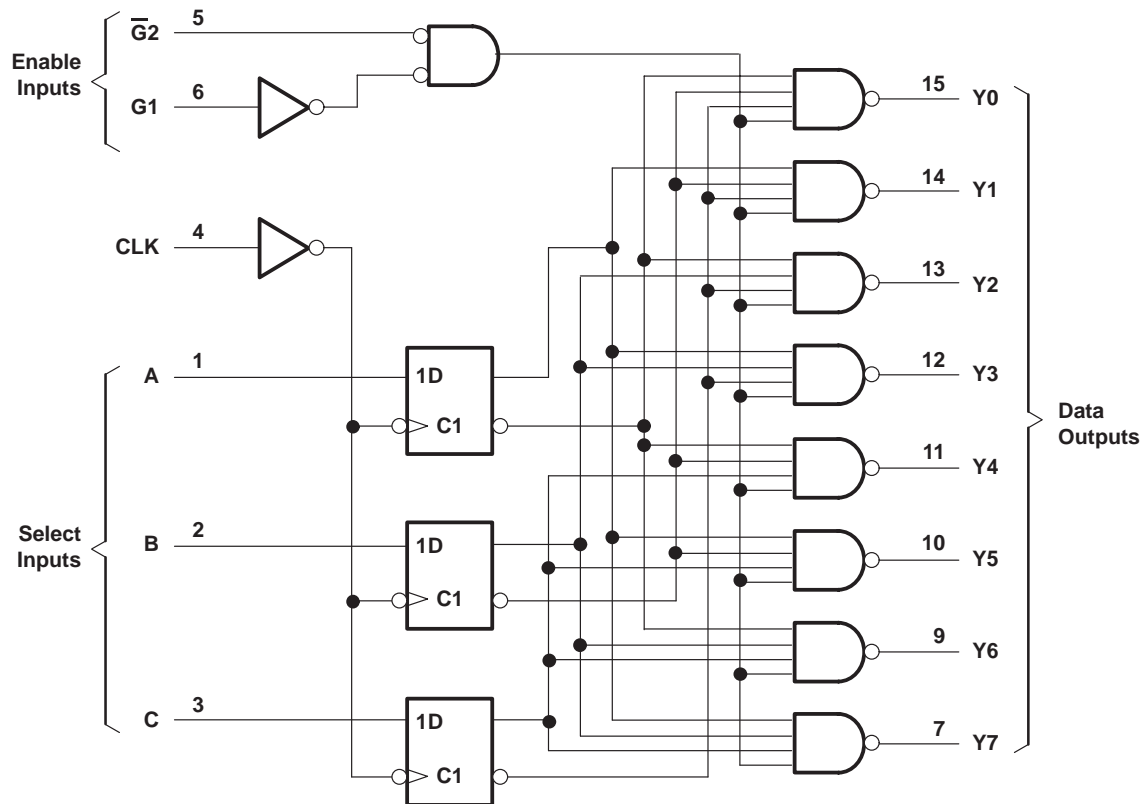 G̅2 5
Enable
Inputs
G1 6
CLK 4
A 1
1D
C1
Select
Inputs
B 2
1D
C1
C 3
1D
C1
15 Y0
14 Y1
13 Y2
12 Y3
11 Y4
10 Y5
9 Y6
7 Y7
Data
Outputs